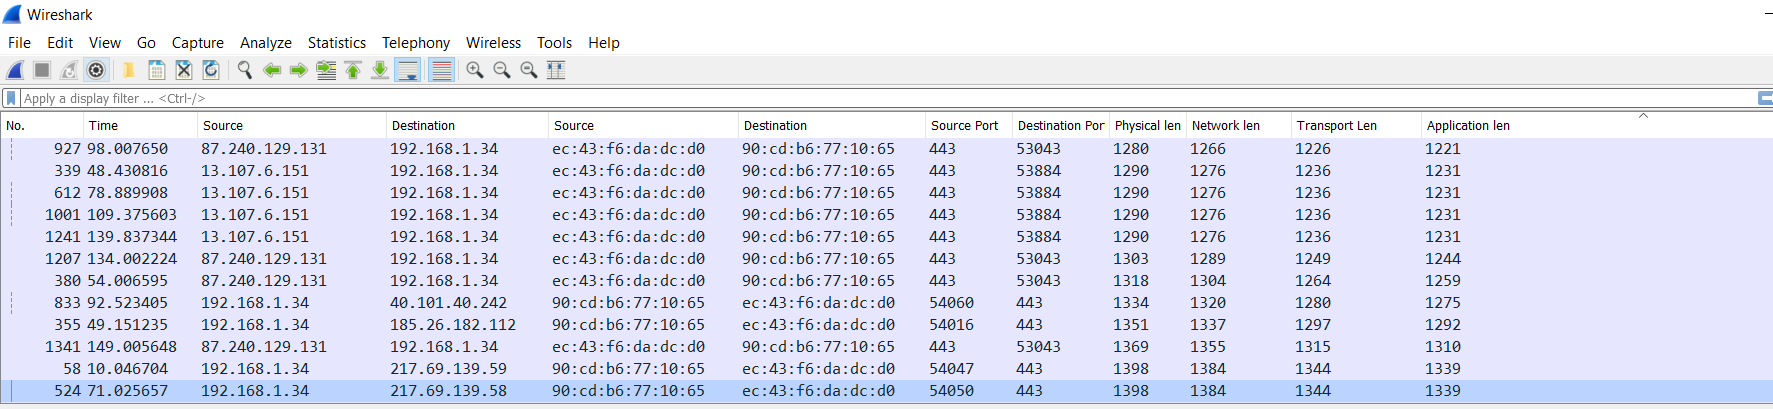 Wireshark
File Edit View Go Capture Analyze Statistics Telephony Wireless Tools Help
Apply a display filter ... <Ctrl-/>
No. Time Source Destination Source Destination Source Port Destination Por Physical len Network len Transport Len Application len
927 98.007650 87.240.129.131 192.168.1.34 ec:43:f6:da:dc:d0 90:cd:b6:77:10:65 443 53043 1280 1266 1226 1221
339 48.430816 13.107.6.151 192.168.1.34 ec:43:f6:da:dc:d0 90:cd:b6:77:10:65 443 53884 1290 1276 1236 1231
612 78.889908 13.107.6.151 192.168.1.34 ec:43:f6:da:dc:d0 90:cd:b6:77:10:65 443 53884 1290 1276 1236 1231
1001 109.375603 13.107.6.151 192.168.1.34 ec:43:f6:da:dc:d0 90:cd:b6:77:10:65 443 53884 1290 1276 1236 1231
1241 139.837344 13.107.6.151 192.168.1.34 ec:43:f6:da:dc:d0 90:cd:b6:77:10:65 443 53884 1290 1276 1236 1231
1207 134.002224 87.240.129.131 192.168.1.34 ec:43:f6:da:dc:d0 90:cd:b6:77:10:65 443 53043 1303 1289 1249 1244
380 54.006595 87.240.129.131 192.168.1.34 ec:43:f6:da:dc:d0 90:cd:b6:77:10:65 443 53043 1318 1304 1264 1259
833 92.523405 192.168.1.34 40.101.40.242 90:cd:b6:77:10:65 ec:43:f6:da:dc:d0 54060 443 1334 1320 1280 1275
355 49.151235 192.168.1.34 185.26.182.112 90:cd:b6:77:10:65 ec:43:f6:da:dc:d0 54016 443 1351 1337 1297 1292
1341 149.005648 87.240.129.131 192.168.1.34 ec:43:f6:da:dc:d0 90:cd:b6:77:10:65 443 53043 1369 1355 1315 1310
58 10.046704 192.168.1.34 217.69.139.59 90:cd:b6:77:10:65 ec:43:f6:da:dc:d0 54047 443 1398 1384 1344 1339
524 71.025657 192.168.1.34 217.69.139.58 90:cd:b6:77:10:65 ec:43:f6:da:dc:d0 54050 443 1398 1384 1344 1339